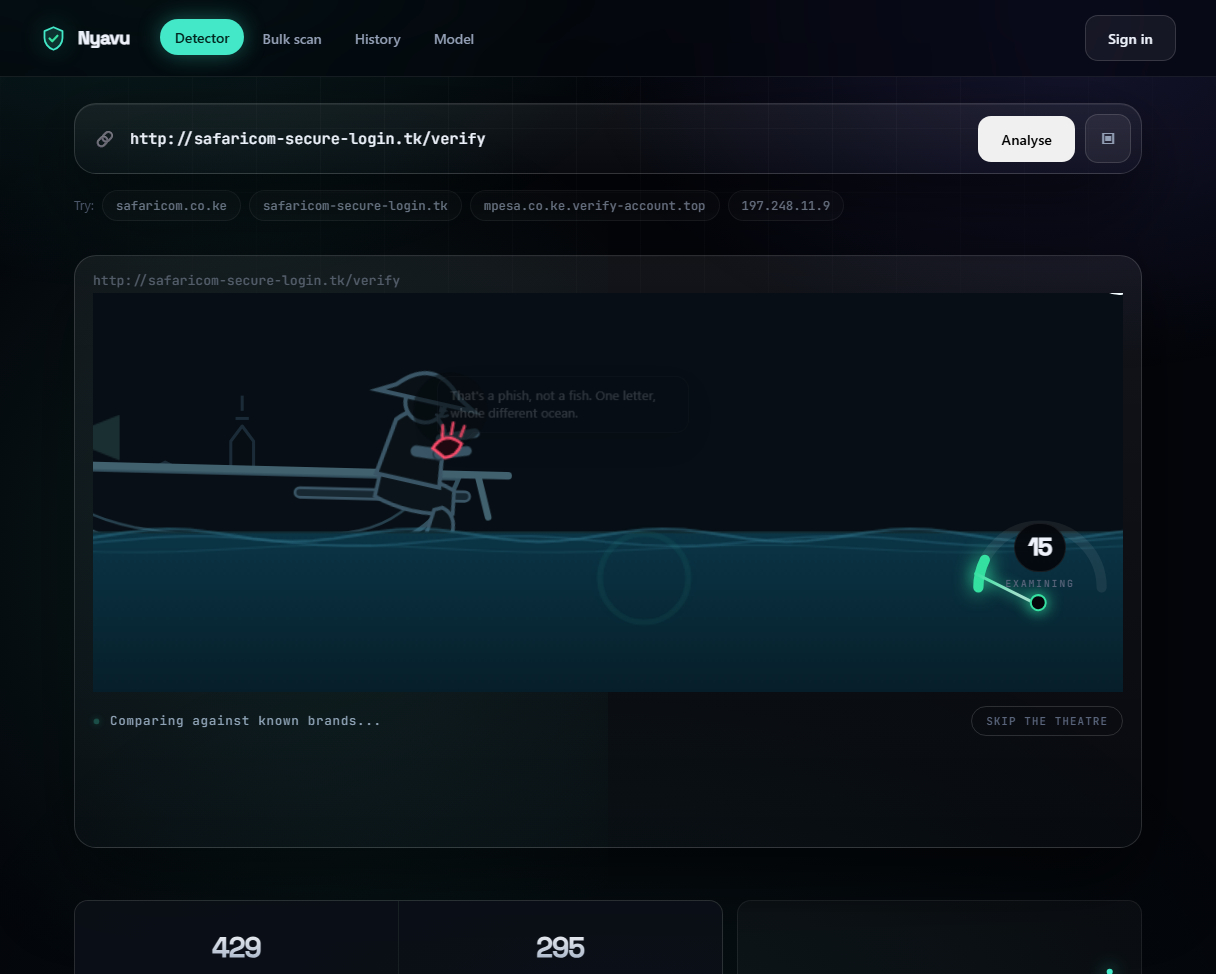 Nyavu
Detector
Bulk scan
History
Model
Sign in
http://safaricom-secure-login.tk/verify
Analyse
Try:
safaricom.co.ke
safaricom-secure-login.tk
mpesa.co.ke.verify-account.top
197.248.11.9
http://safaricom-secure-login.tk/verify
That's a phish, not a fish. One letter,
whole different ocean.
15
EXAMINING
Comparing against known brands...
SKIP THE THEATRE
429
295